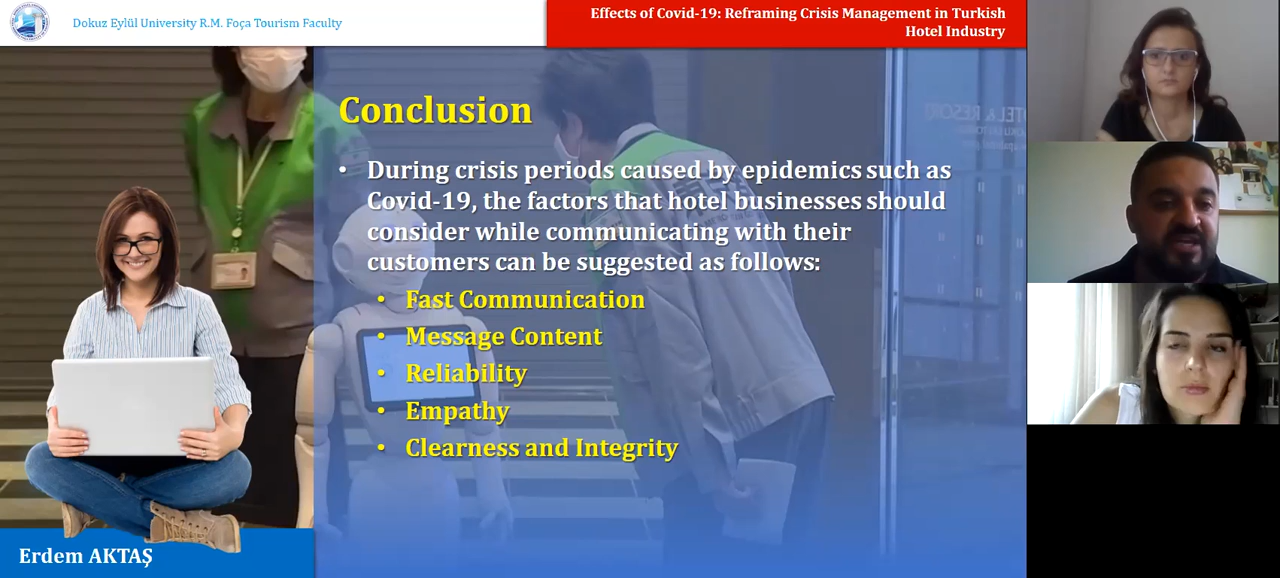 Dokuz Eylül University R.M. Foça Tourism Faculty
Effects of Covid-19: Reframing Crisis Management in Turkish
Hotel Industry
Conclusion
• During crisis periods caused by epidemics such as
Covid-19, the factors that hotel businesses should
consider while communicating with their
customers can be suggested as follows:
• Fast Communication
• Message Content
• Reliability
• Empathy
• Clearness and Integrity
Erdem AKTAŞ